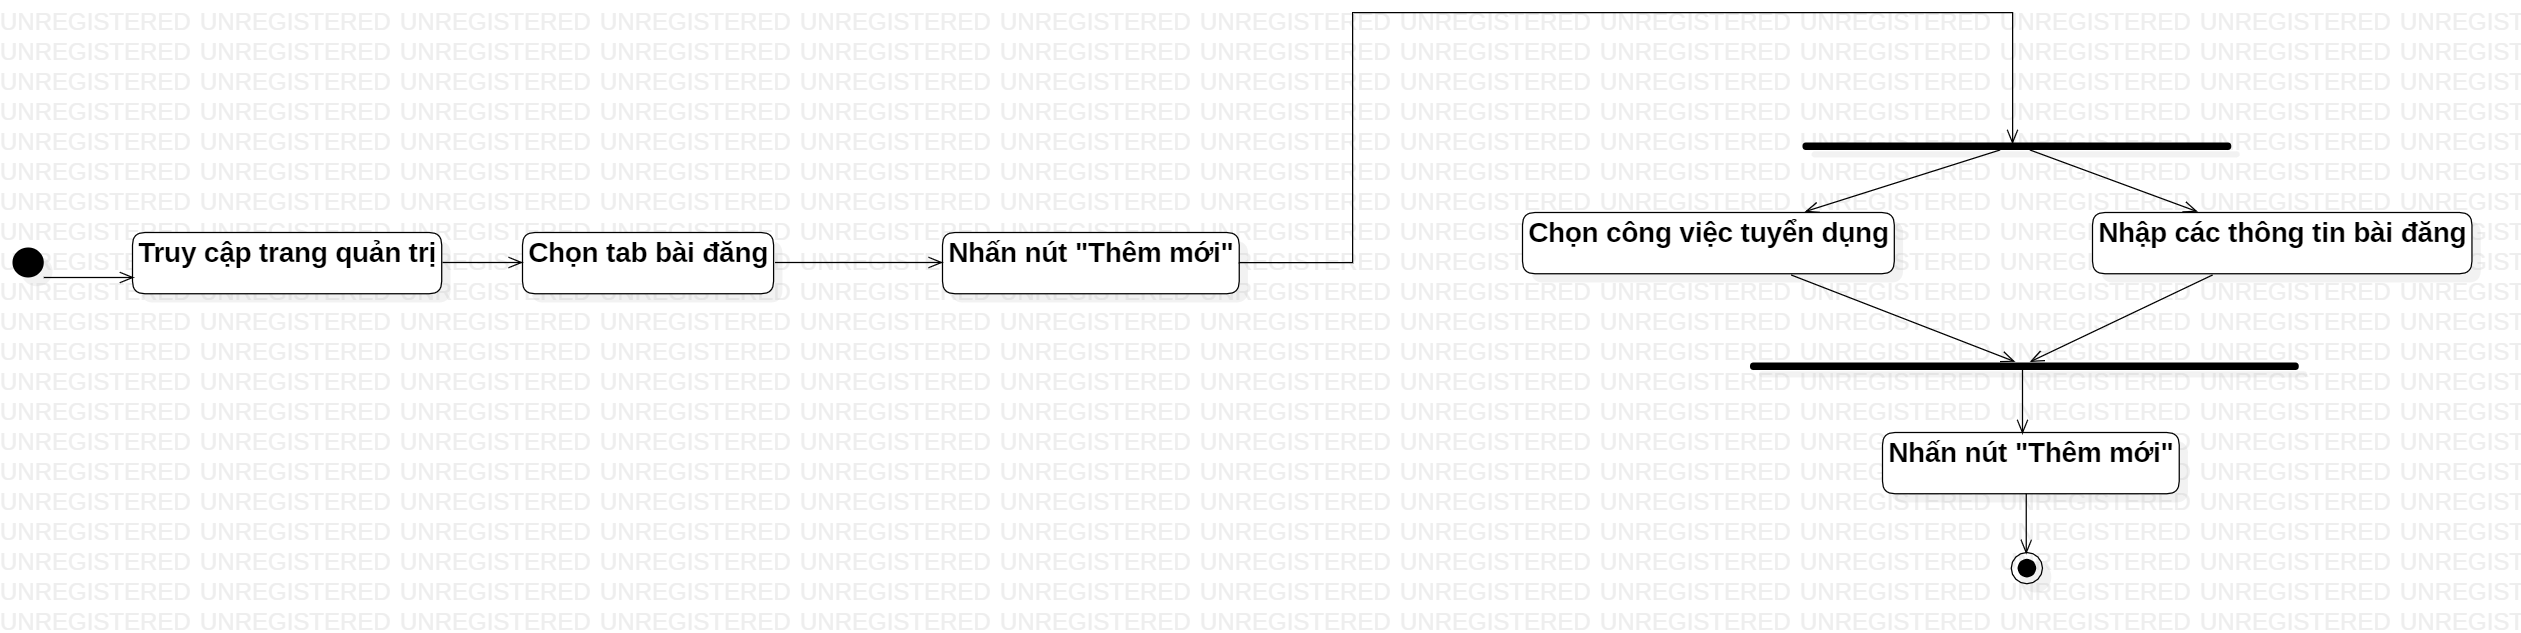 Truy cập trang quản trị
Chọn tab bài đăng
Nhấn nút "Thêm mới"
Chọn công việc tuyển dụng
Nhập các thông tin bài đăng
Nhấn nút "Thêm mới"
UNREGISTERED